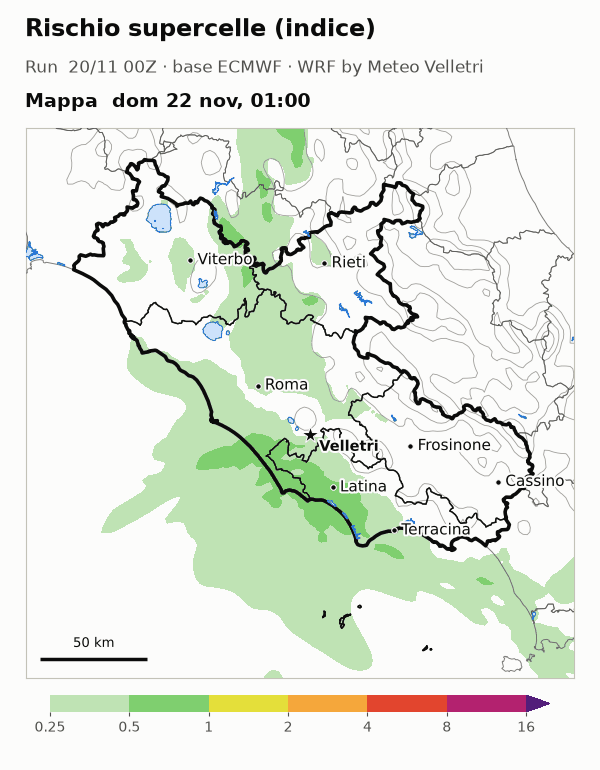 Rischio supercelle (indice)
Run  20/11 00Z · base ECMWF · WRF by Meteo Velletri
Mappa  dom 22 nov, 01:00
Viterbo
Rieti
Roma
Velletri
Frosinone
Latina
Cassino
Terracina
50 km
0.25 0.5 1 2 4 8 16